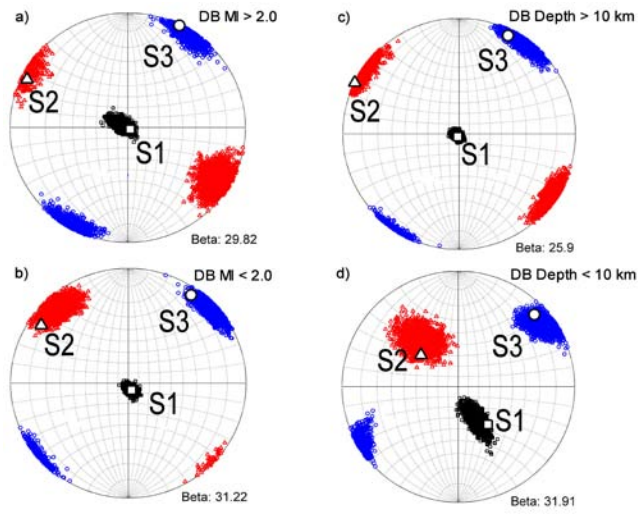 a) DB Ml > 2.0
S3
S2
S1
Beta: 29.82
c) DB Depth > 10 km
S3
S2
S1
Beta: 25.9
b) DB Ml < 2.0
S3
S2
S1
Beta: 31.22
d) DB Depth < 10 km
S3
S2
S1
Beta: 31.91